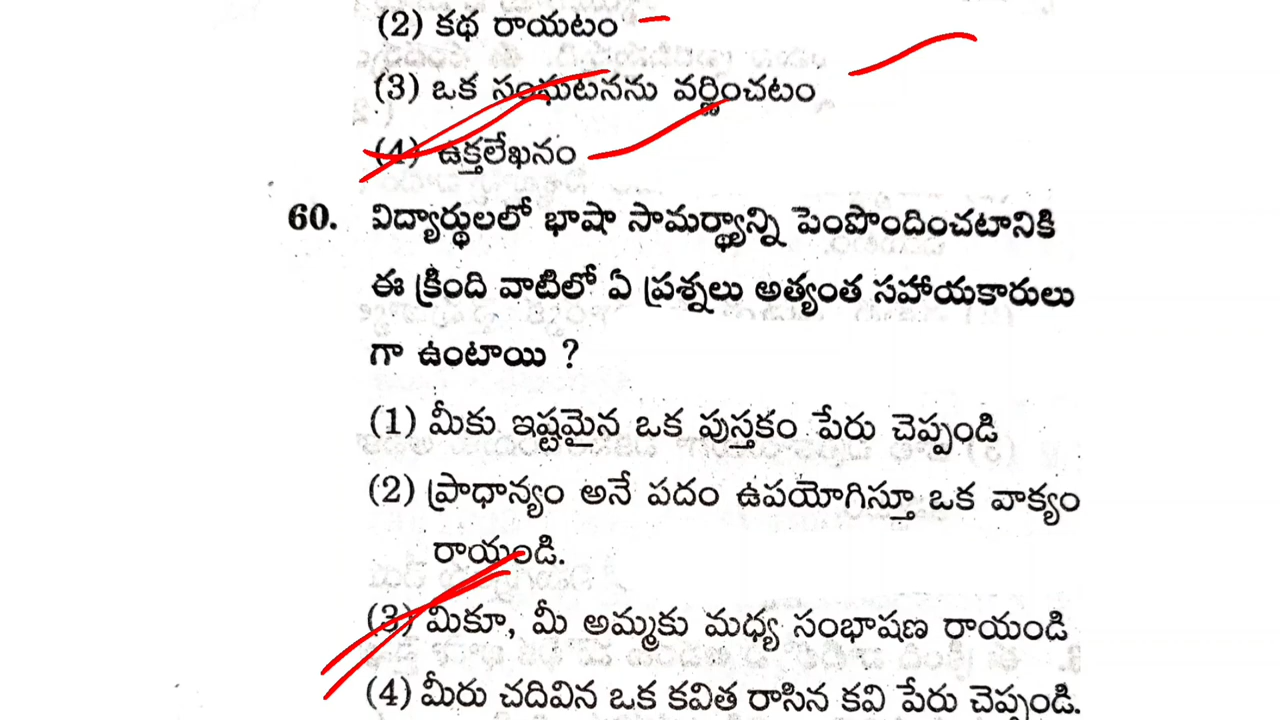 (2) కథ రాయటం
(3) ఒక సంఘటనను వర్ణించటం
(4) ఉక్తలేఖనం
60. విద్యార్థులలో భాషా సామర్థ్యాన్ని పెంపొందించటానికి
ఈ క్రింది వాటిలో ఏ ప్రశ్నలు అత్యంత సహాయకారులు
గా ఉంటాయి ?
(1) మీకు ఇష్టమైన ఒక పుస్తకం పేరు చెప్పండి
(2) ప్రాధాన్యం అనే పదం ఉపయోగిస్తూ ఒక వాక్యం
రాయండి.
(3) మికూ, మీ అమ్మకు మధ్య సంభాషణ రాయండి
(4) మీరు చదివిన ఒక కవిత రాసిన కవి పేరు చెప్పండి.